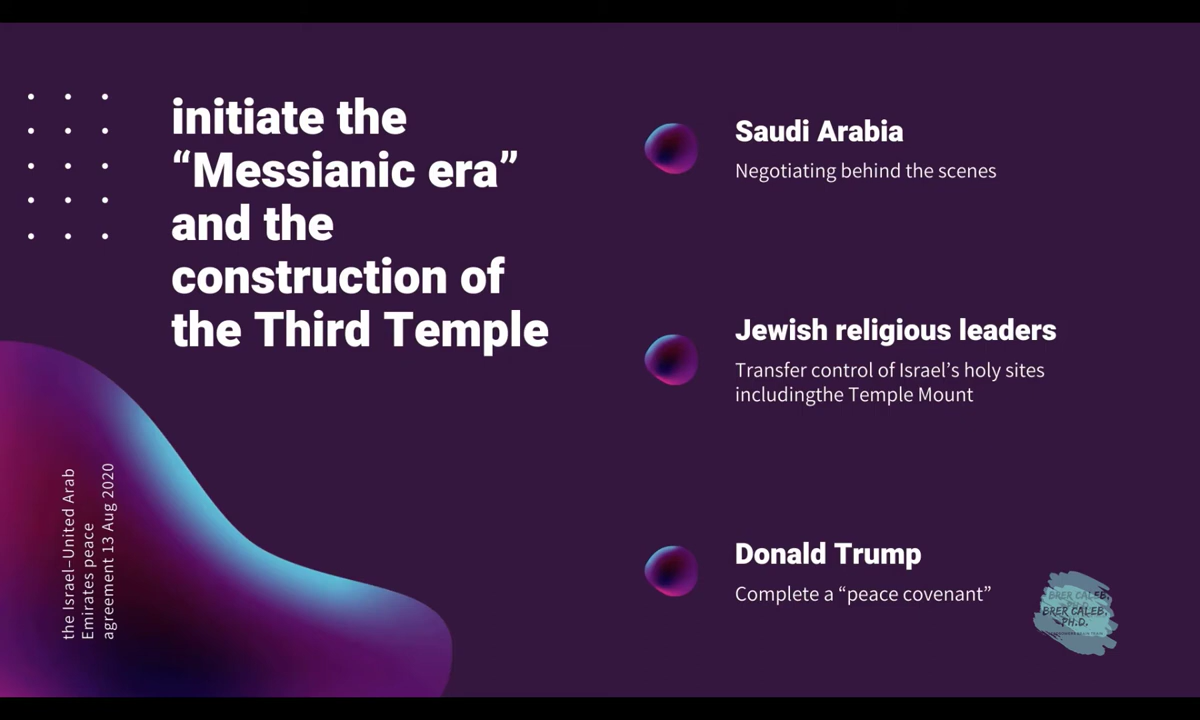 initiate the
“Messianic era”
and the
construction of
the Third Temple
Saudi Arabia
Negotiating behind the scenes
Jewish religious leaders
Transfer control of Israel’s holy sites
includingthe Temple Mount
Donald Trump
Complete a “peace covenant”
the Israel–United Arab
Emirates peace
agreement 13 Aug 2020
BRER CALEB,
BRER CALEB,
PH.D.